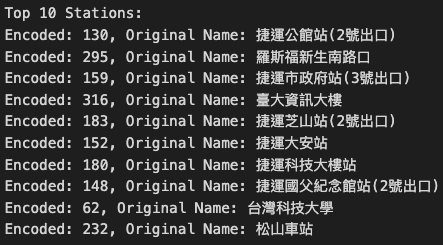 Top 10 Stations:
Encoded: 130, Original Name: 捷運公館站(2號出口)
Encoded: 295, Original Name: 羅斯福新生南路口
Encoded: 159, Original Name: 捷運市政府站(3號出口)
Encoded: 316, Original Name: 臺大資訊大樓
Encoded: 183, Original Name: 捷運芝山站(2號出口)
Encoded: 152, Original Name: 捷運大安站
Encoded: 180, Original Name: 捷運科技大樓站
Encoded: 148, Original Name: 捷運國父紀念館站(2號出口)
Encoded: 62, Original Name: 台灣科技大學
Encoded: 232, Original Name: 松山車站